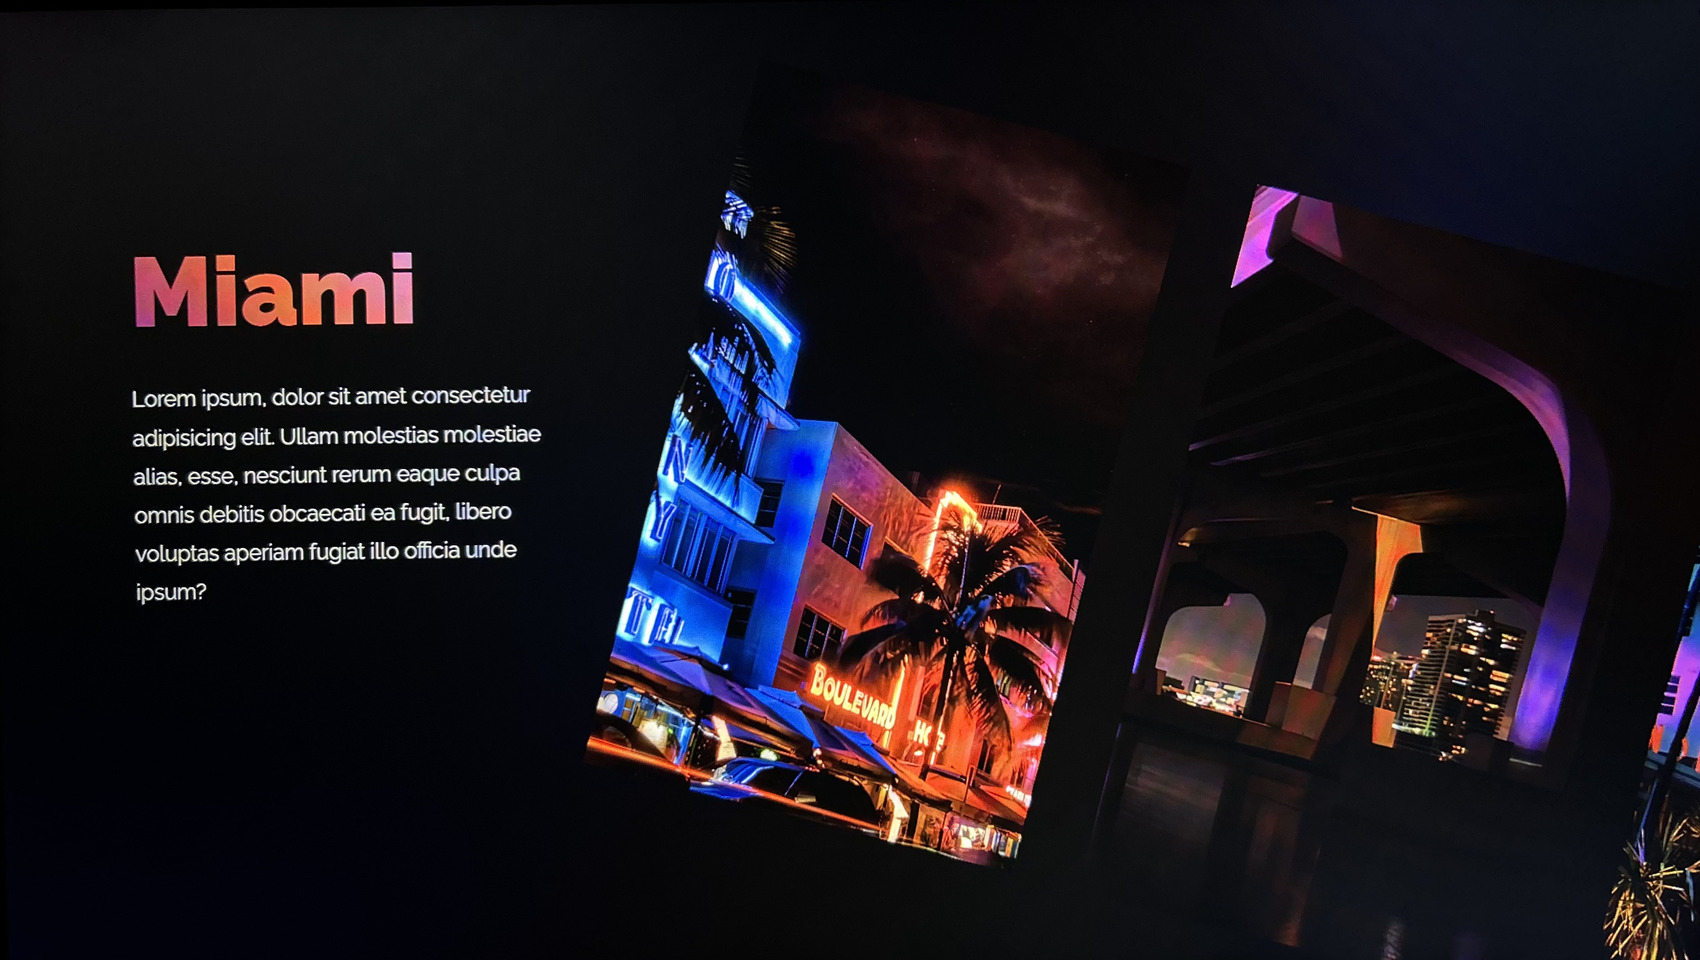 Miami
Lorem ipsum, dolor sit amet consectetur
adipisicing elit. Ullam molestias molestiae
alias, esse, nesciunt rerum eaque culpa
omnis debitis obcaecati ea fugit, libero
voluptas aperiam fugiat illo officia unde
ipsum?
BOULEVARD